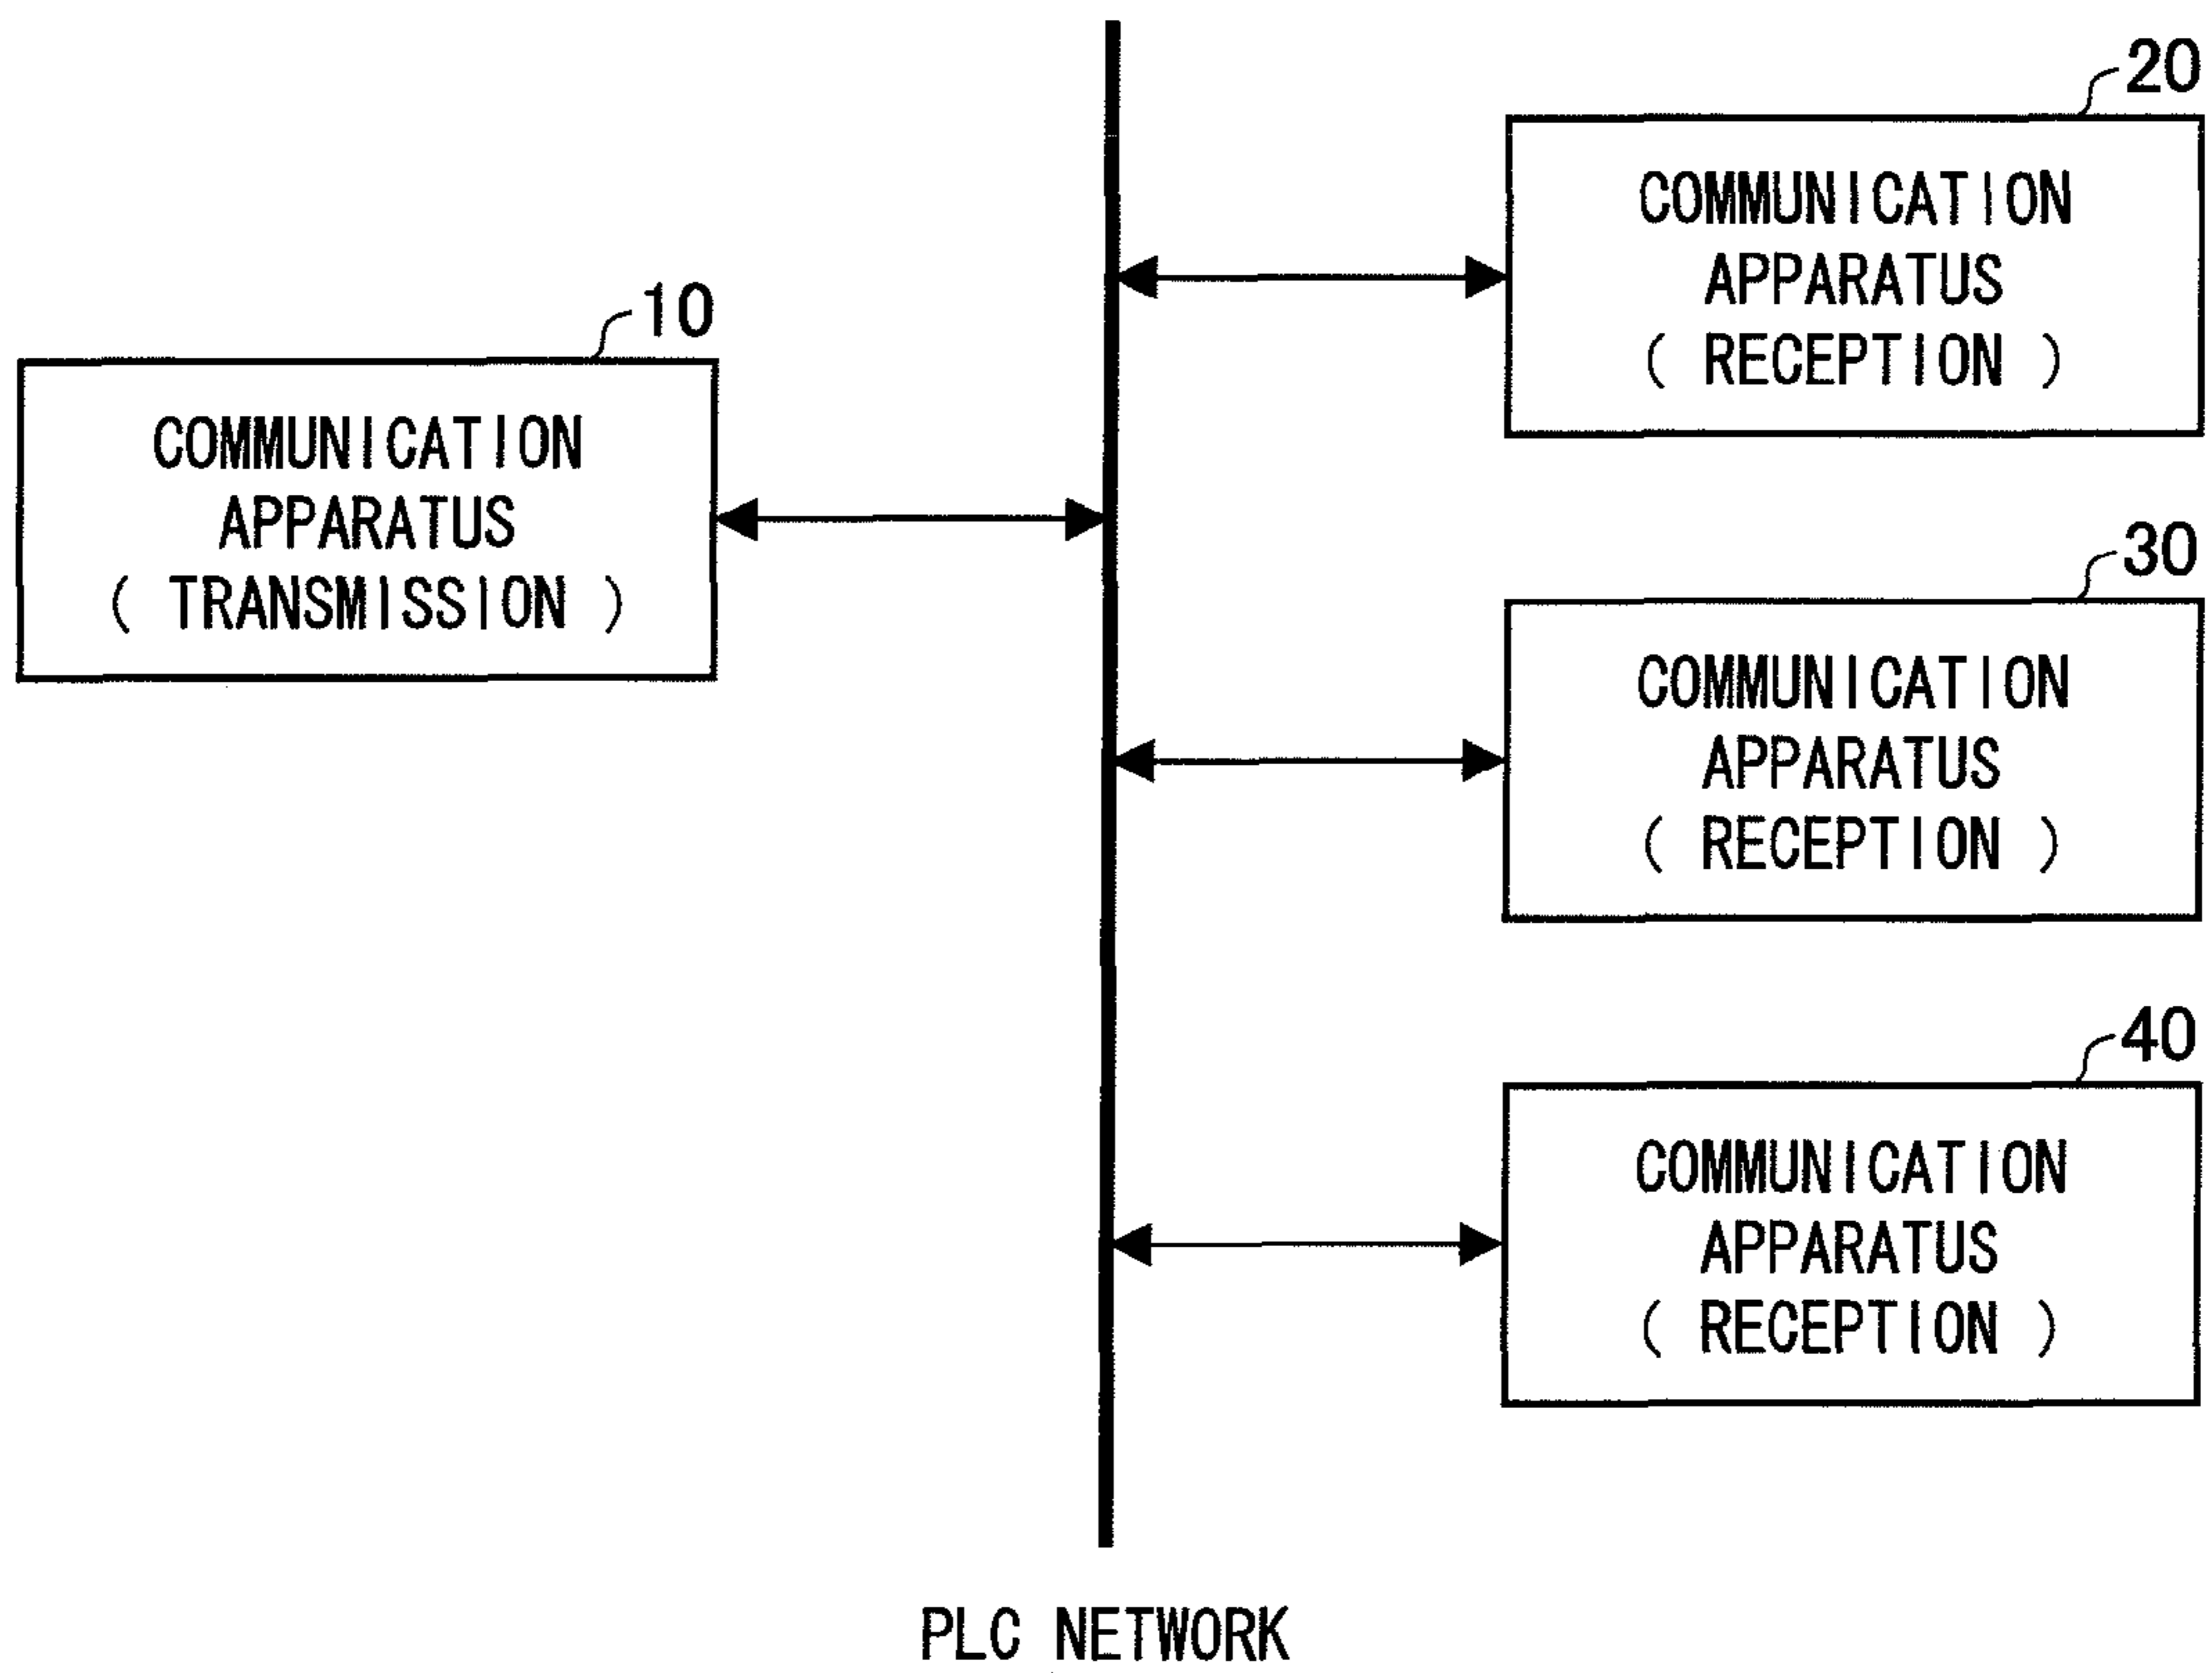 20
COMMUNICATION
APPARATUS
( RECEPTION )
10
COMMUNICATION
APPARATUS
( TRANSMISSION )
30
COMMUNICATION
APPARATUS
( RECEPTION )
40
COMMUNICATION
APPARATUS
( RECEPTION )
PLC NETWORK